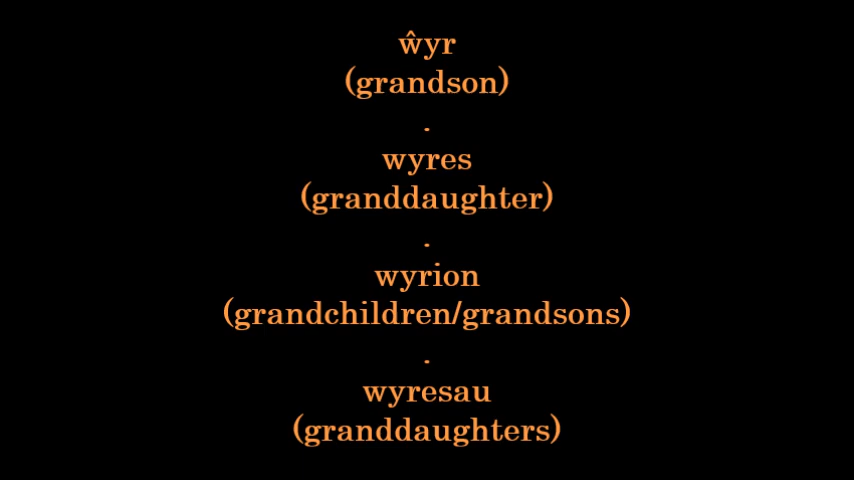 ŵyr
(grandson)
.
wyres
(granddaughter)
.
wyrion
(grandchildren/grandsons)
.
wyresau
(granddaughters)